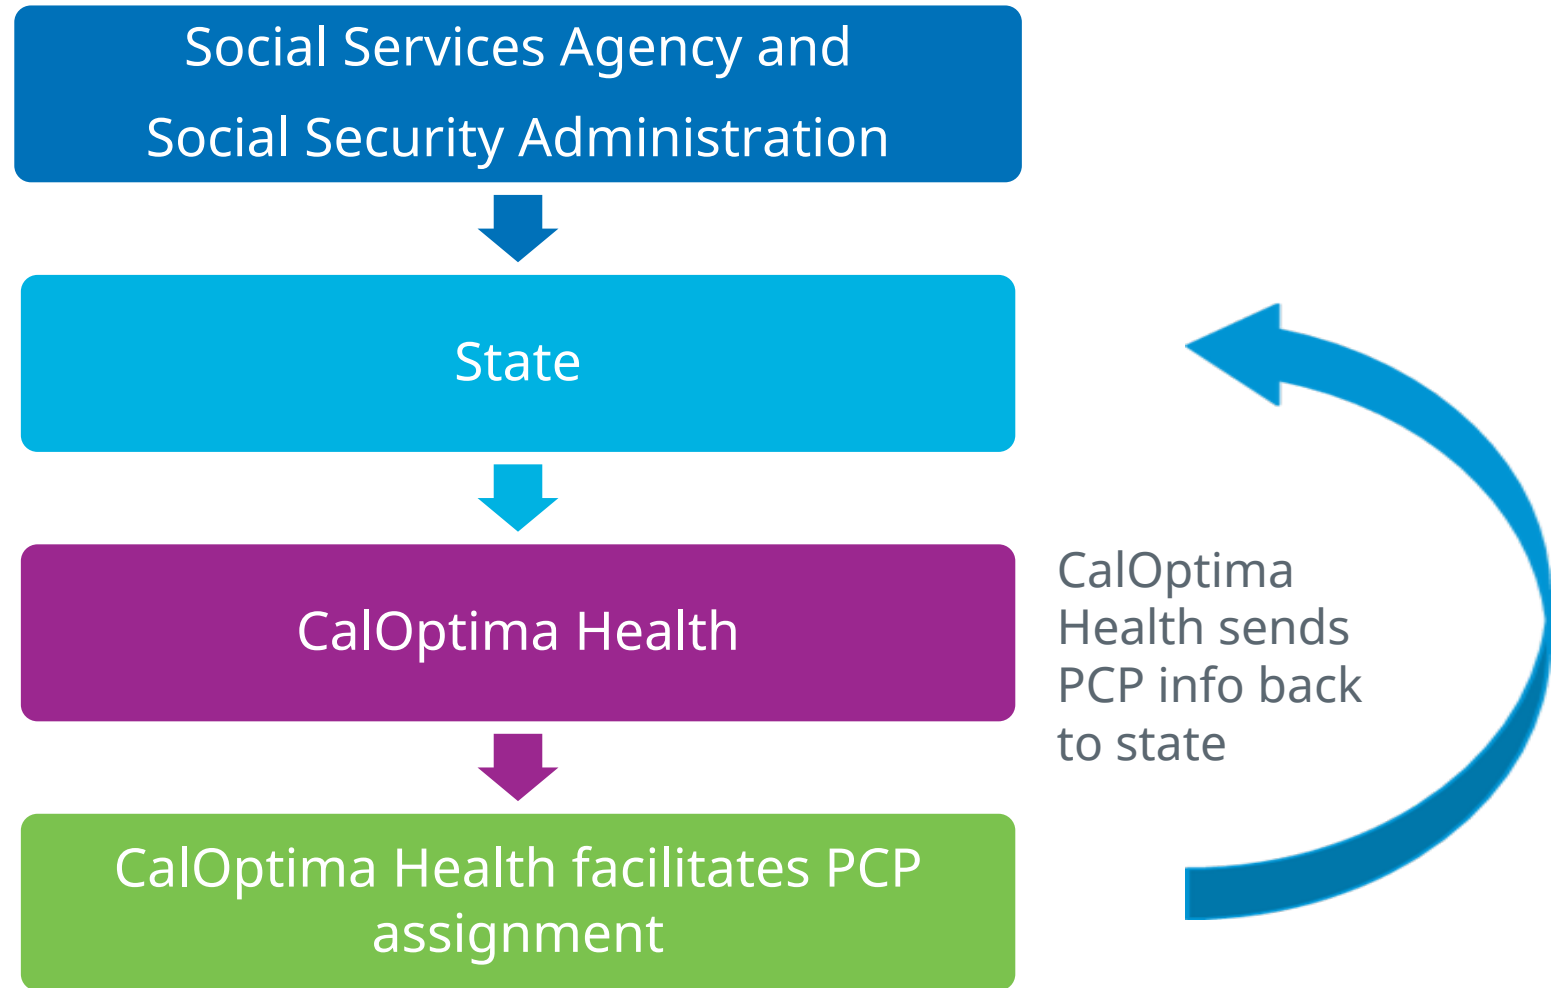 Social Services Agency and
Social Security Administration
State
CalOptima Health
CalOptima
Health sends
PCP info back
to state
CalOptima Health facilitates PCP
assignment